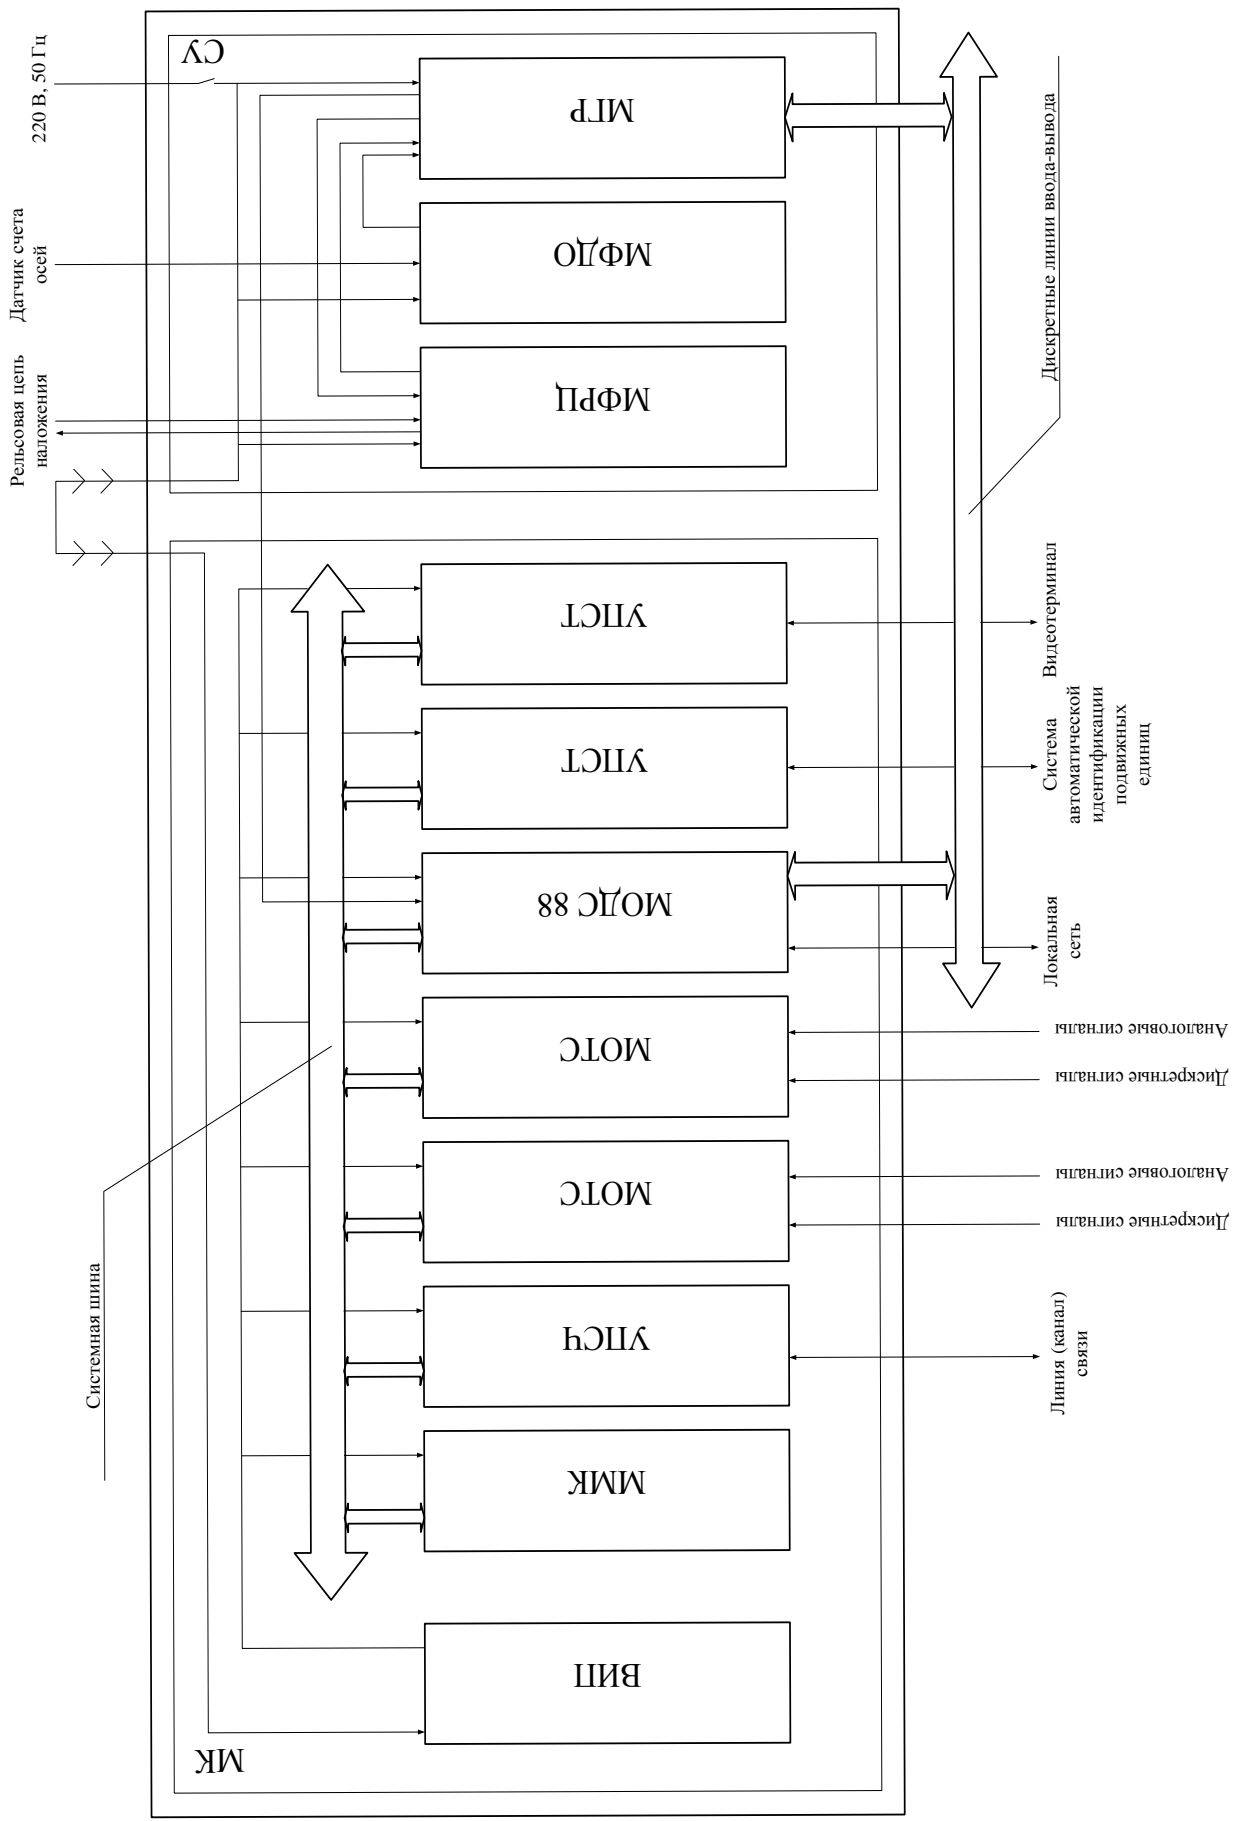 СУ
220 В, 50 Гц
МГР
Датчик счета
осей
МФДО
Рельсовая цепь
наложения
МФРЦ
Дискретные линии ввода-вывода
УПСТ
Видеотерминал
УПСТ
Система
автоматической
идентификации
подвижных
единиц
МОДС 88
Локальная
сеть
МОТС
Аналоговые сигналы
Дискретные сигналы
МОТС
Аналоговые сигналы
Дискретные сигналы
Системная шина
УПСЧ
Линия (канал)
связи
ММК
ВИП
МК